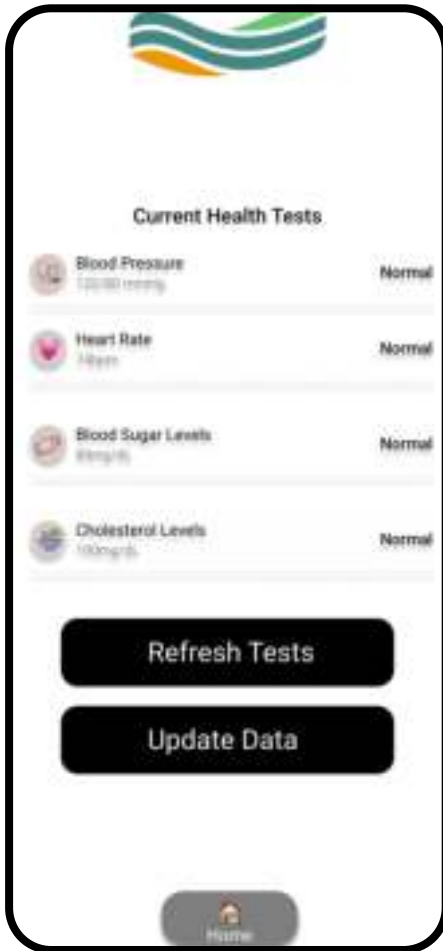 Current Health Tests
Blood Pressure
Normal
Heart Rate
Normal
Blood Sugar Levels
Normal
Cholesterol Levels
Normal
Refresh Tests
Update Data
Home